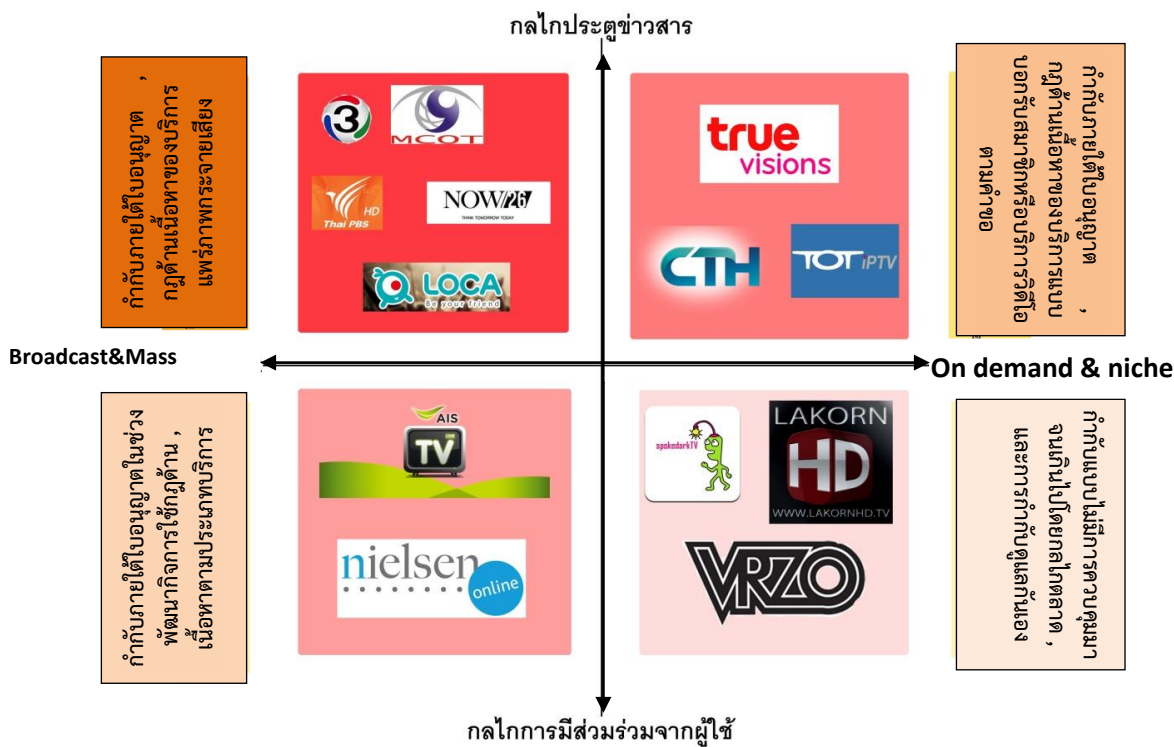 กลไกประตูข่าวสาร
กำกับภายใต้ใบอนุญาต ,
กฎด้านเนื้อหาของบริการ
แพร่ภาพกระจายเสียง
3
MCOT
HD
Thai PBS
NOW/26
THINK TOMORROW TODAY
LOCA
Be your friend
true
visions
CTH
TOT iPTV
กำกับภายใต้ใบอนุญาต ,
กฎด้านเนื้อหาของบริการแบบ
บอกรับสมาชิกหรือบริการวิดีโอ
ตามคำขอ
Broadcast&Mass
On demand & niche
กำกับภายใต้ใบอนุญาตในช่วง
พัฒนากิจการใช้กฎด้าน ,
เนื้อหาตามประเภทบริการ
AIS
TV
nielsen
online
spokedarkTV
LAKORN
HD
WWW.LAKORNHD.TV
VRZO
กำกับแบบไม่มีการควบคุมมา
จนเกินไปโดยกลไกตลาด ,
และการกำกับดูแลกันเอง
กลไกการมีส่วมร่วมจากผู้ใช้